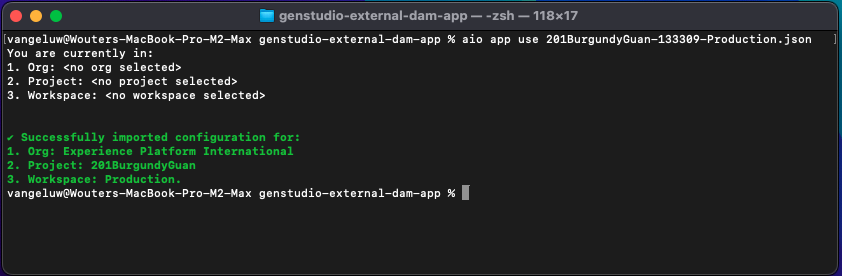 genstudio-external-dam-app — -zsh — 118×17
[vangeluw@Wouters-MacBook-Pro-M2-Max genstudio-external-dam-app % aio app use 201BurgundyGuan-133309-Production.json ]
You are currently in:
1. Org: <no org selected>
2. Project: <no project selected>
3. Workspace: <no workspace selected>
✔ Successfully imported configuration for:
1. Org: Experience Platform International
2. Project: 201BurgundyGuan
3. Workspace: Production.
vangeluw@Wouters-MacBook-Pro-M2-Max genstudio-external-dam-app %